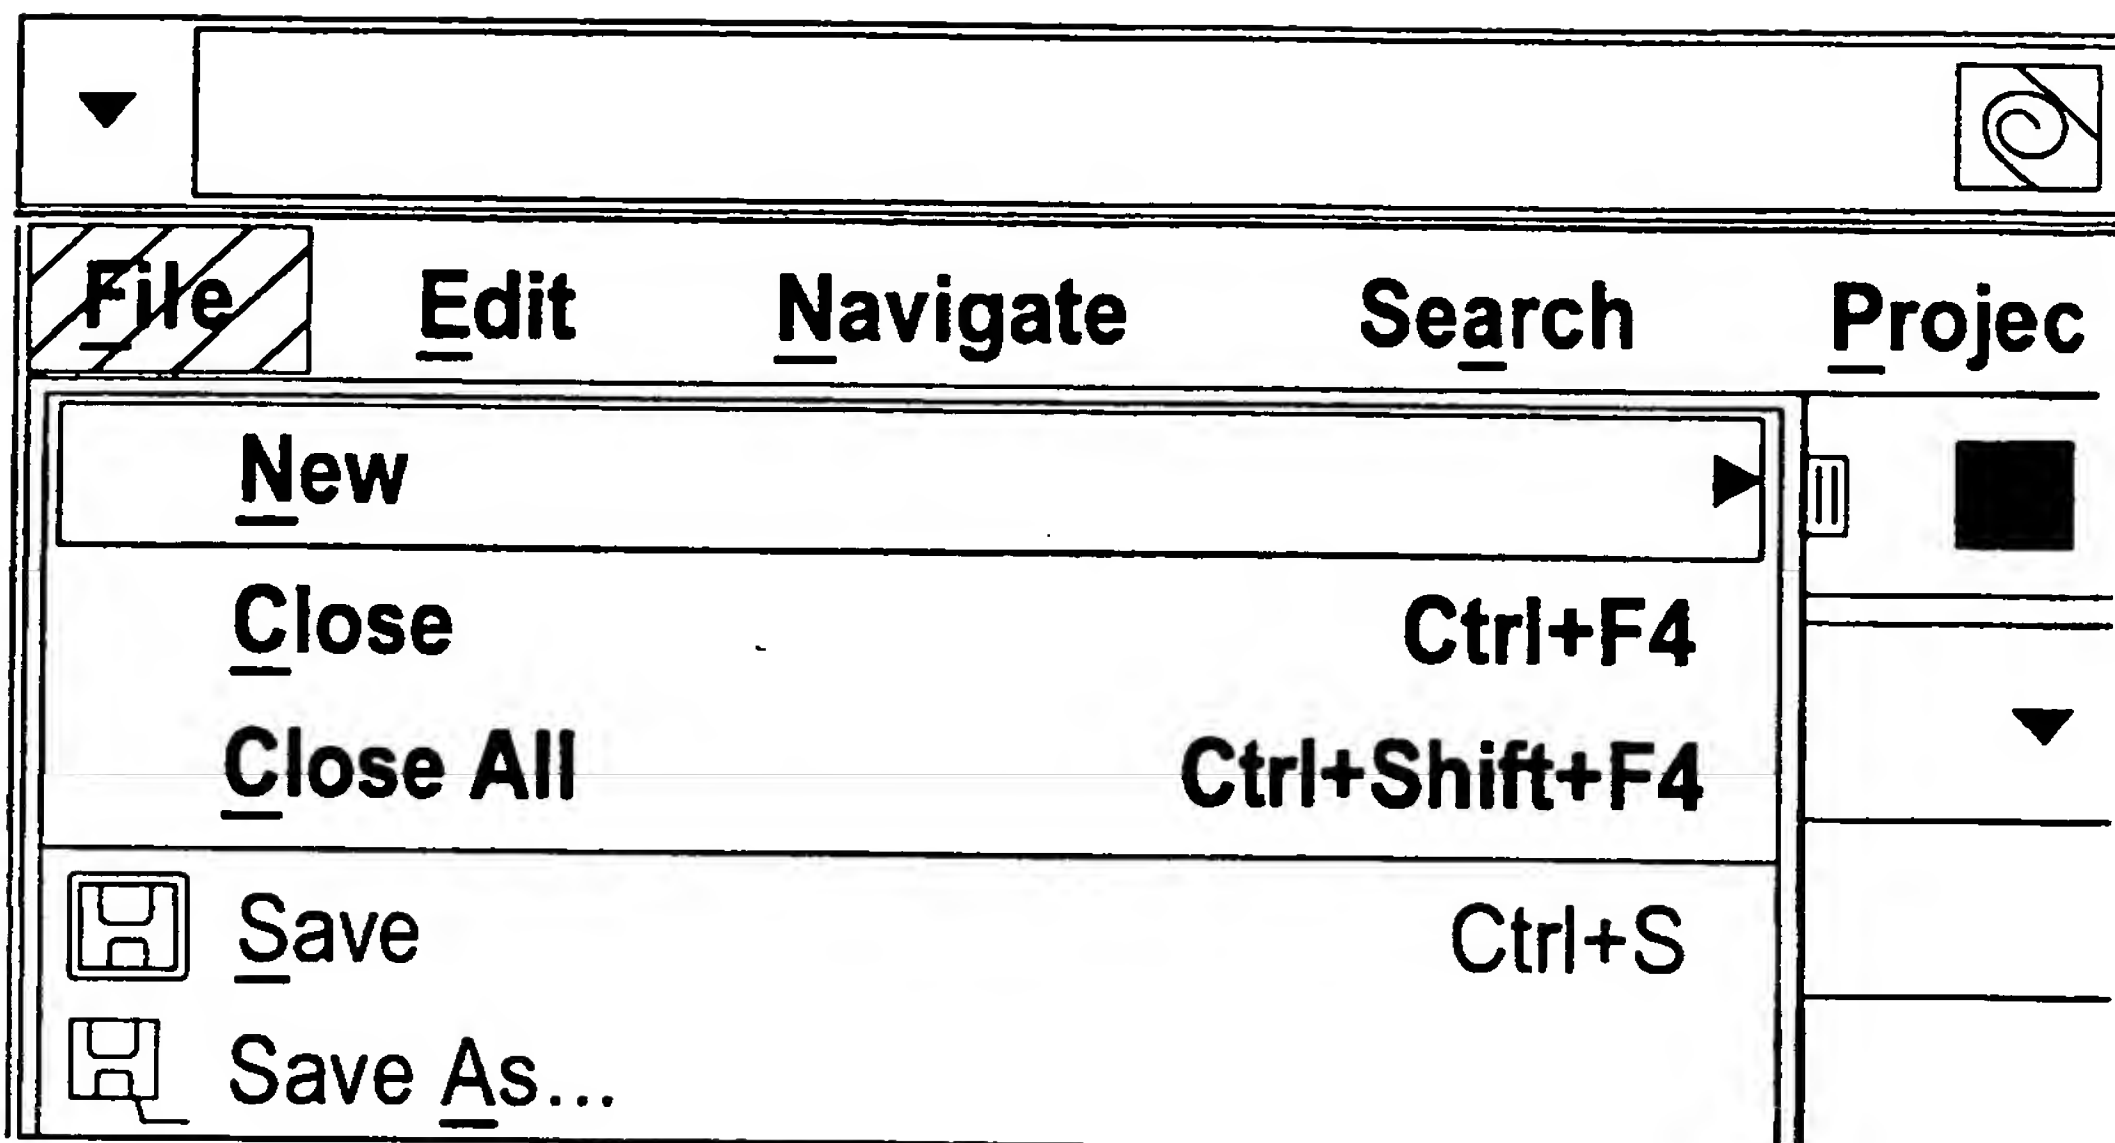 File Edit Navigate Search Projec
New
Close Ctrl+F4
Close All Ctrl+Shift+F4
Save Ctrl+S
Save As...